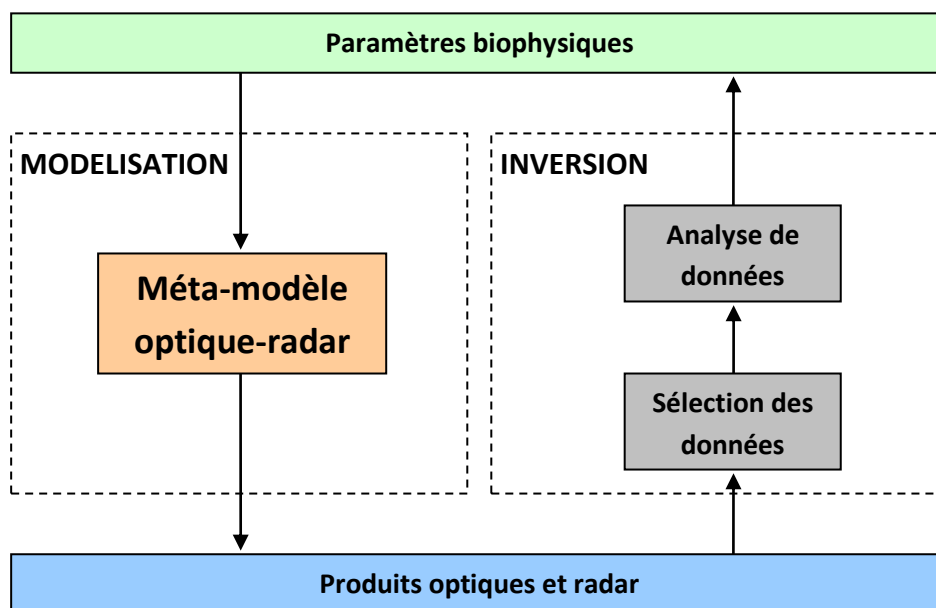 Paramètres biophysiques
MODELISATION
INVERSION
Analyse de
données
Méta-modèle
optique-radar
Sélection des
données
Produits optiques et radar